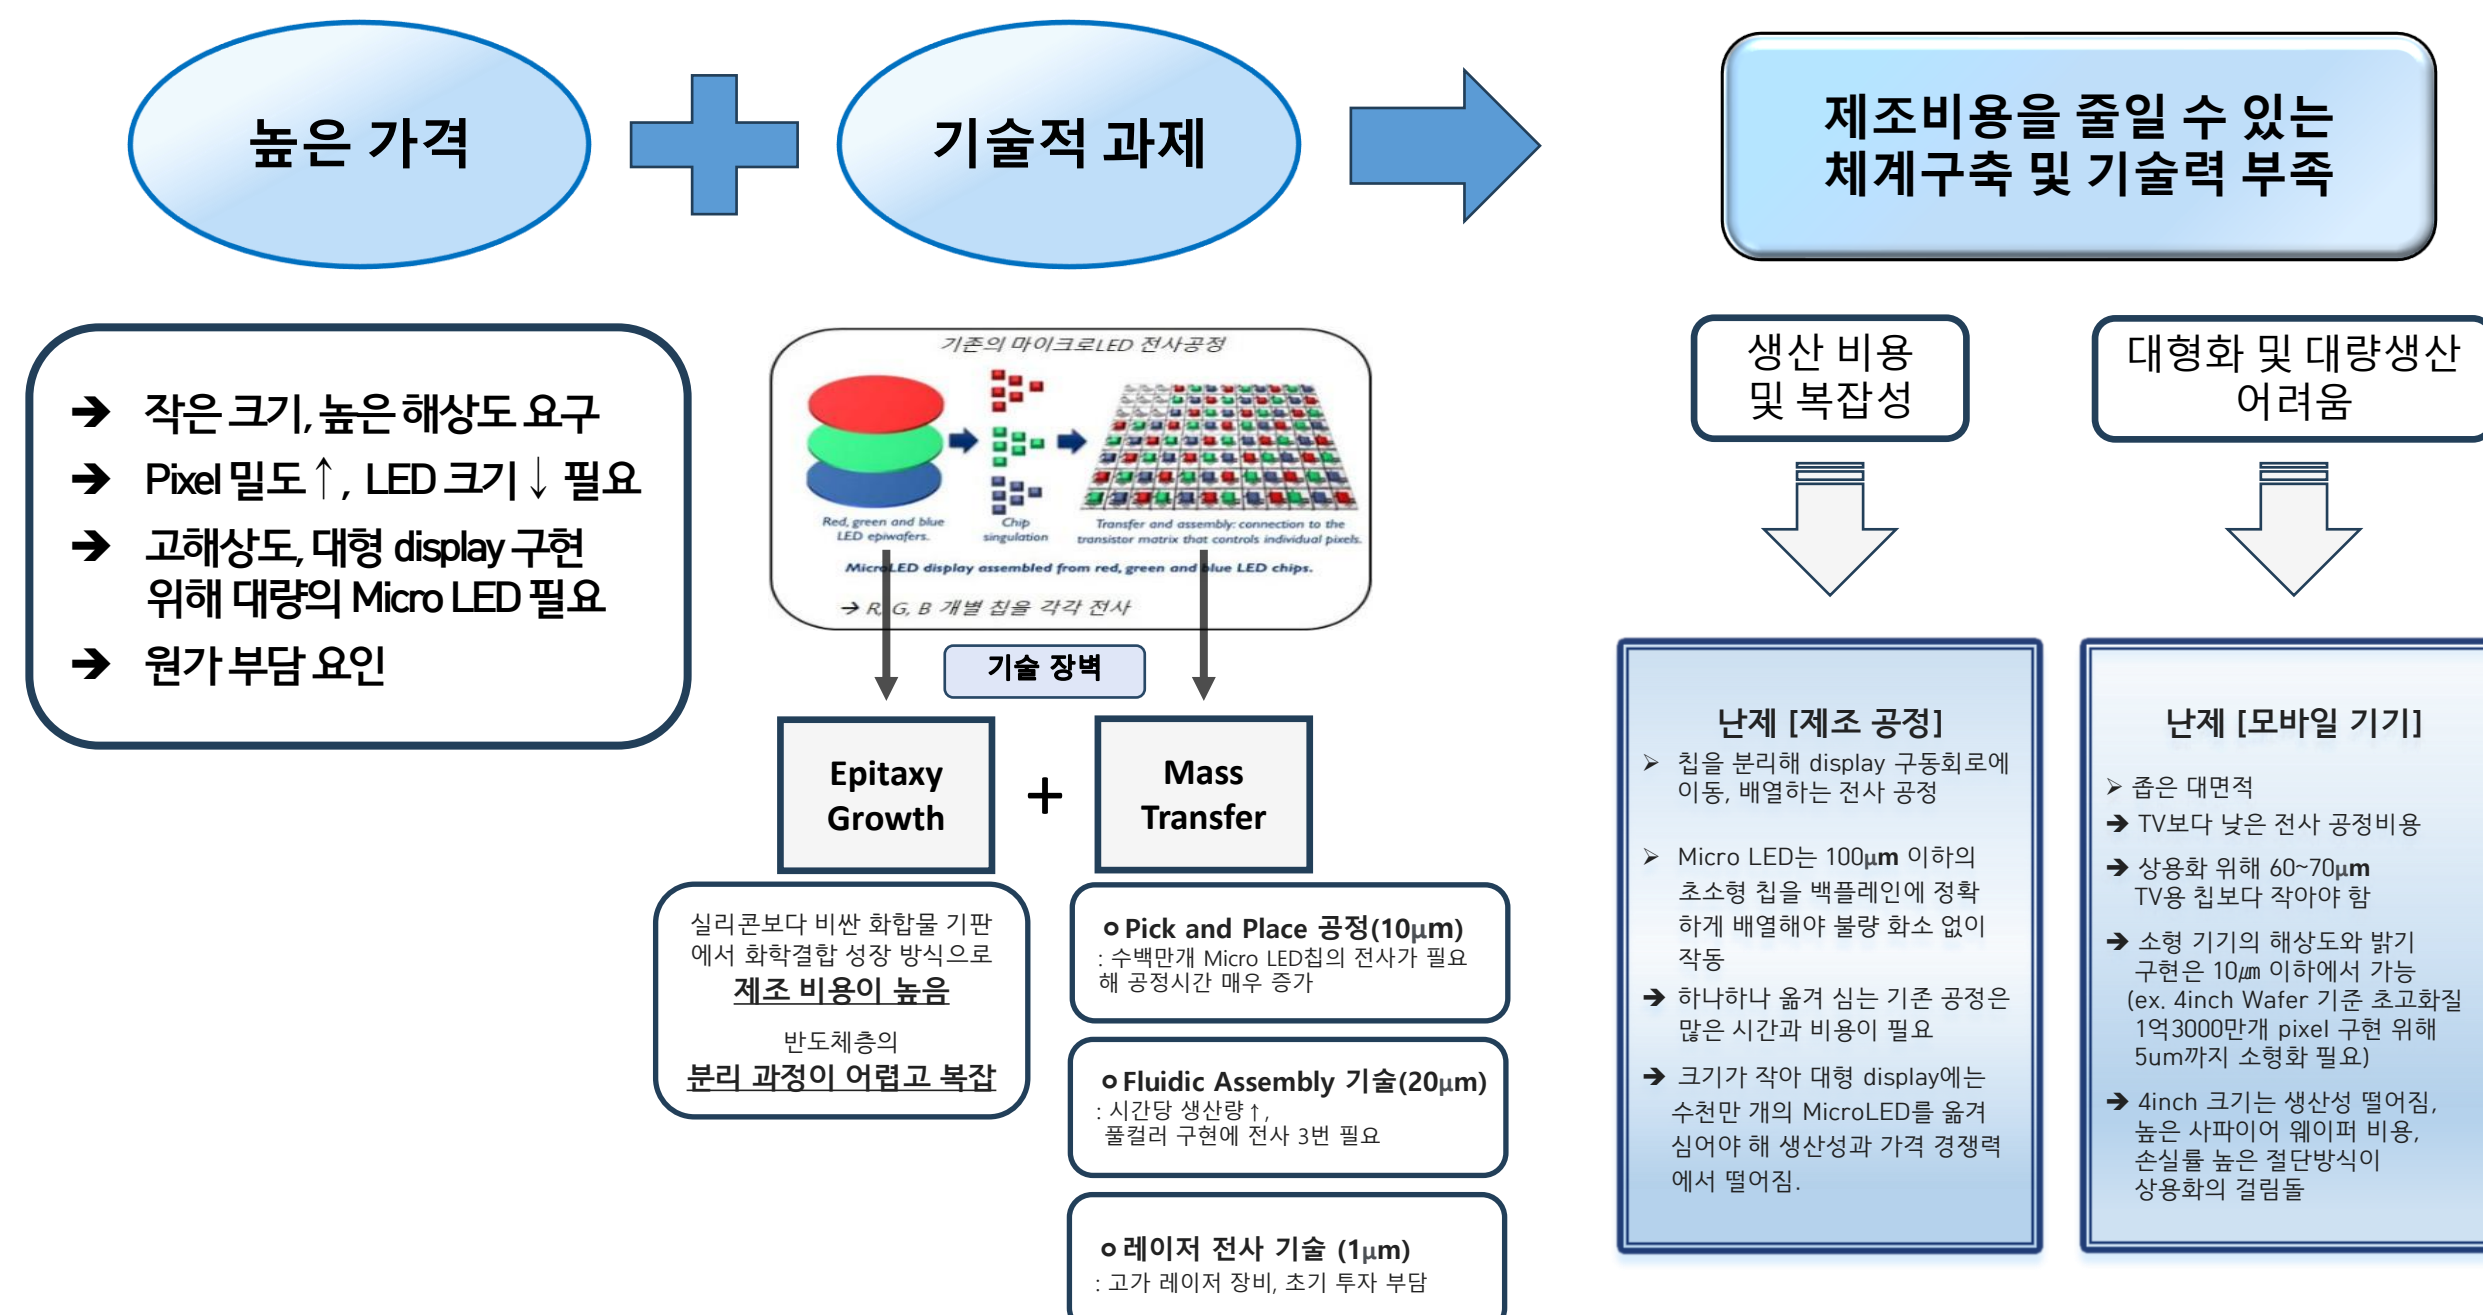 높은 가격
기술적 과제
제조비용을 줄일 수 있는
체계구축 및 기술력 부족
➔ 작은 크기, 높은 해상도 요구
➔ Pixel 밀도↑, LED 크기↓ 필요
➔ 고해상도, 대형 display 구현
위해 대량의 Micro LED 필요
➔ 원가 부담 요인
기존의 마이크로LED 전사공정
Red, green and blue
LED epiwafers.
Chip
singulation
Transfer and assembly: connection to the
transistor matrix that controls individual pixels.
MicroLED display assembled from red, green and blue LED chips.
→ R, G, B 개별 칩을 각각 전사
기술 장벽
Epitaxy
Growth
+
Mass
Transfer
실리콘보다 비싼 화합물 기판
에서 화학결합 성장 방식으로
제조 비용이 높음
반도체층의
분리 과정이 어렵고 복잡
ㅇPick and Place 공정(10μm)
: 수백만개 Micro LED칩의 전사가 필요
해 공정시간 매우 증가
ㅇFluidic Assembly 기술(20μm)
: 시간당 생산량↑,
풀컬러 구현에 전사 3번 필요
ㅇ레이저 전사 기술 (1μm)
: 고가 레이저 장비, 초기 투자 부담
생산 비용
및 복잡성
대형화 및 대량생산
어려움
난제 [제조 공정]
➢ 칩을 분리해 display 구동회로에
이동, 배열하는 전사 공정
➢ Micro LED는 100μm 이하의
초소형 칩을 백플레인에 정확
하게 배열해야 불량 화소 없이
작동
➔ 하나하나 옮겨 심는 기존 공정은
많은 시간과 비용이 필요
➔ 크기가 작아 대형 display에는
수천만 개의 MicroLED를 옮겨
심어야 해 생산성과 가격 경쟁력
에서 떨어짐.
난제 [모바일 기기]
➢ 좁은 대면적
➔ TV보다 낮은 전사 공정비용
➔ 상용화 위해 60~70μm
TV용 칩보다 작아야 함
➔ 소형 기기의 해상도와 밝기
구현은 10㎛ 이하에서 가능
(ex. 4inch Wafer 기준 초고화질
1억3000만개 pixel 구현 위해
5um까지 소형화 필요)
➔ 4inch 크기는 생산성 떨어짐,
높은 사파이어 웨이퍼 비용,
손실률 높은 절단방식이
상용화의 걸림돌